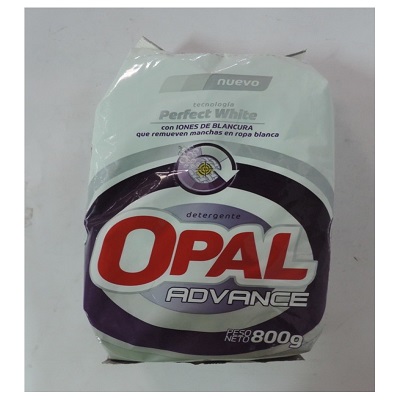 nuevo
tecnología
Perfect White
con IONES DE BLANCURA
que remueven manchas en ropa blanca
detergente
OPAL
ADVANCE
PESO
NETO 800g